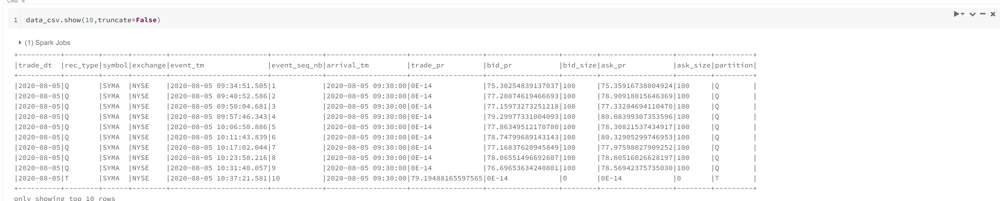 Cmd 4
1 data_csv.show(10,truncate=False)
(1) Spark Jobs
+----------+--------+------+--------+-----------------------+------------+-------------------+-----------------+-----------------+--------+-----------------+--------+---------+
|trade_dt  |rec_type|symbol|exchange|event_tm               |event_seq_nb|arrival_tm         |trade_pr         |bid_pr           |bid_size|ask_pr           |ask_size|partition|
+----------+--------+------+--------+-----------------------+------------+-------------------+-----------------+-----------------+--------+-----------------+--------+---------+
|2020-08-05|Q       |SYMA  |NYSE    |2020-08-05 09:34:51.505|1           |2020-08-05 09:30:00|0E-14            |75.30254839137037|100     |75.35916738004924|100     |Q        |
|2020-08-05|Q       |SYMA  |NYSE    |2020-08-05 09:40:52.586|2           |2020-08-05 09:30:00|0E-14            |77.20874619466693|100     |78.90918015646369|100     |Q        |
|2020-08-05|Q       |SYMA  |NYSE    |2020-08-05 09:50:04.681|3           |2020-08-05 09:30:00|0E-14            |77.15973273251218|100     |77.33204694110470|100     |Q        |
|2020-08-05|Q       |SYMA  |NYSE    |2020-08-05 09:57:46.343|4           |2020-08-05 09:30:00|0E-14            |79.29977331004093|100     |80.08399307353596|100     |Q        |
|2020-08-05|Q       |SYMA  |NYSE    |2020-08-05 10:06:50.886|5           |2020-08-05 09:30:00|0E-14            |77.86349512170780|100     |78.30821537434917|100     |Q        |
|2020-08-05|Q       |SYMA  |NYSE    |2020-08-05 10:11:43.839|6           |2020-08-05 09:30:00|0E-14            |78.74799689143143|100     |80.32905299746953|100     |Q        |
|2020-08-05|Q       |SYMA  |NYSE    |2020-08-05 10:17:02.044|7           |2020-08-05 09:30:00|0E-14            |77.16837620945849|100     |77.97598027909252|100     |Q        |
|2020-08-05|Q       |SYMA  |NYSE    |2020-08-05 10:23:58.216|8           |2020-08-05 09:30:00|0E-14            |78.06551496692607|100     |78.80516026628197|100     |Q        |
|2020-08-05|Q       |SYMA  |NYSE    |2020-08-05 10:31:40.057|9           |2020-08-05 09:30:00|0E-14            |76.69653634240801|100     |78.56942375735030|100     |Q        |
|2020-08-05|T       |SYMA  |NYSE    |2020-08-05 10:37:21.581|10          |2020-08-05 09:30:00|79.19488165597565|0E-14            |0       |0E-14            |0       |T        |
+----------+--------+------+--------+-----------------------+------------+-------------------+-----------------+-----------------+--------+-----------------+--------+---------+
only showing top 10 rows